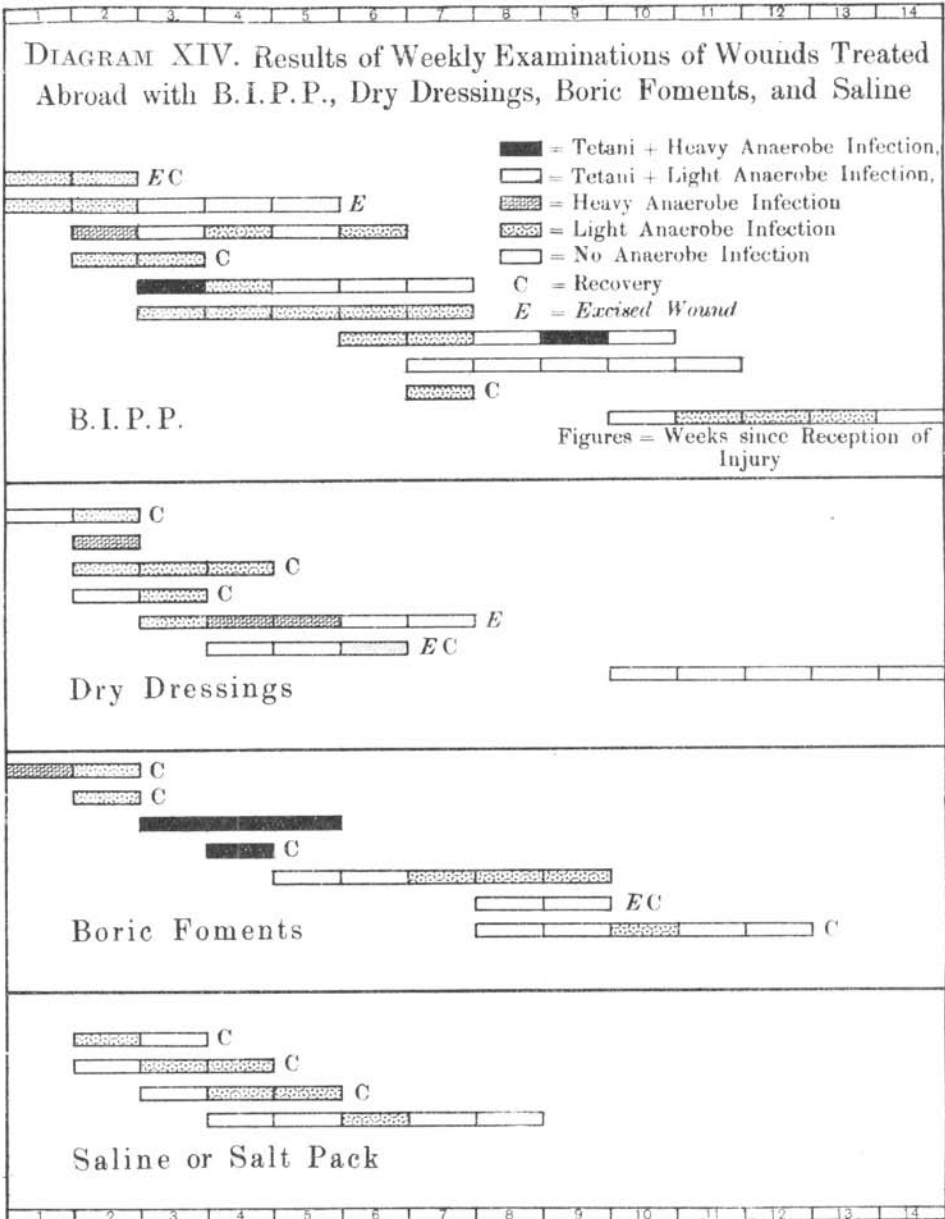 1 2 3 4 5 6 7 8 9 10 11 12 13 14
DIAGRAM XIV. Results of Weekly Examinations of Wounds Treated
Abroad with B.I.P.P., Dry Dressings, Boric Foments, and Saline
= Tetani + Heavy Anaerobe Infection,
= Tetani + Light Anaerobe Infection,
= Heavy Anaerobe Infection
= Light Anaerobe Infection
= No Anaerobe Infection
C = Recovery
E = Excised Wound
E C
E
C
C
B.I.P.P.
Figures = Weeks since Reception of
Injury
C
C
C
E
E C
Dry Dressings
C
C
C
E C
C
Boric Foments
C
C
C
Saline or Salt Pack
1 2 3 4 5 6 7 8 9 10 11 12 13 14